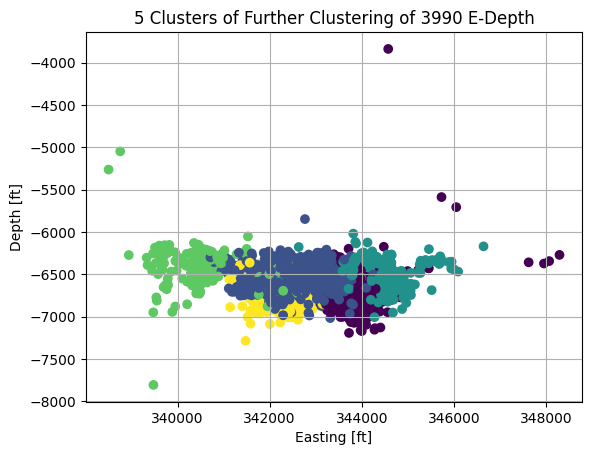 5 Clusters of Further Clustering of 3990 E-Depth
Depth [ft]
−4000
−4500
−5000
−5500
−6000
−6500
−7000
−7500
−8000
340000 342000 344000 346000 348000
Easting [ft]